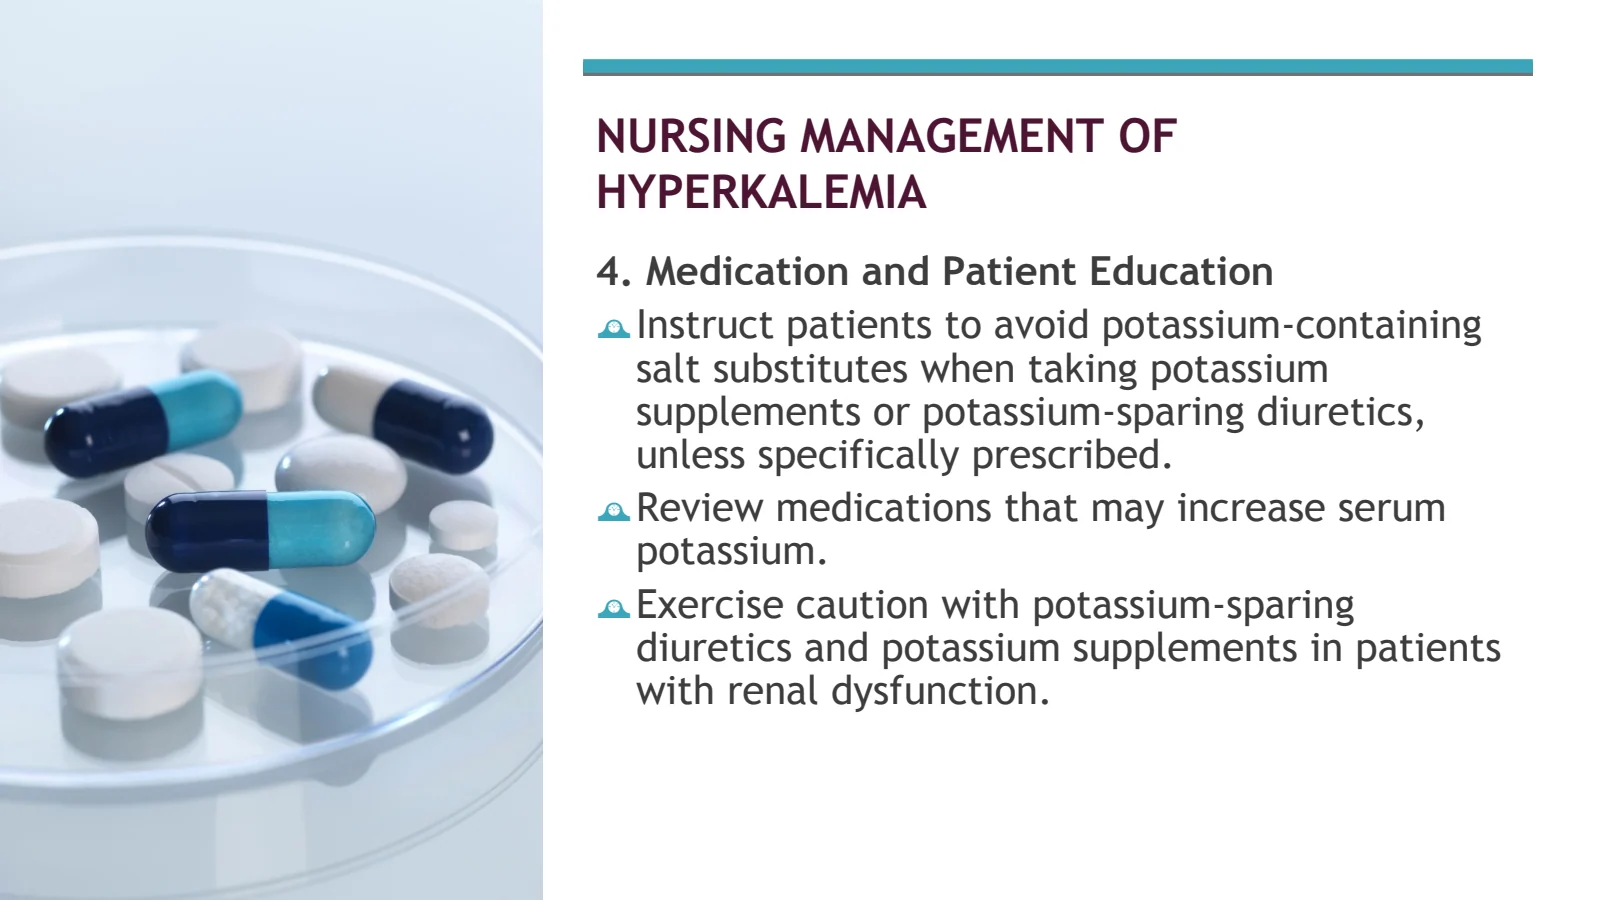 NURSING MANAGEMENT OF
HYPERKALEMIA
4. Medication and Patient Education
Instruct patients to avoid potassium-containing
salt substitutes when taking potassium
supplements or potassium-sparing diuretics,
unless specifically prescribed.
Review medications that may increase serum
potassium.
Exercise caution with potassium-sparing
diuretics and potassium supplements in patients
with renal dysfunction.